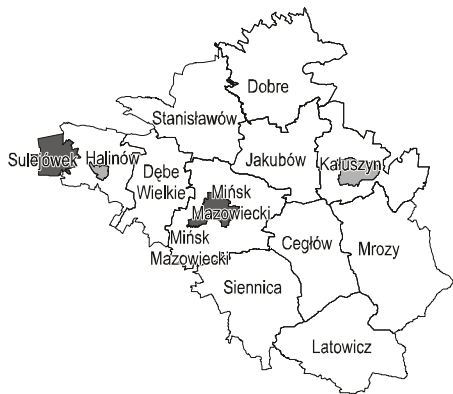 Dobre
Stanisławów
Sulejówek
Halinów
Dębe
Wielkie
Jakubów
Kałuszyn
Mińsk
Mazowiecki
Mińsk
Mazowiecki
Cegłów
Mrozy
Siennica
Latowicz